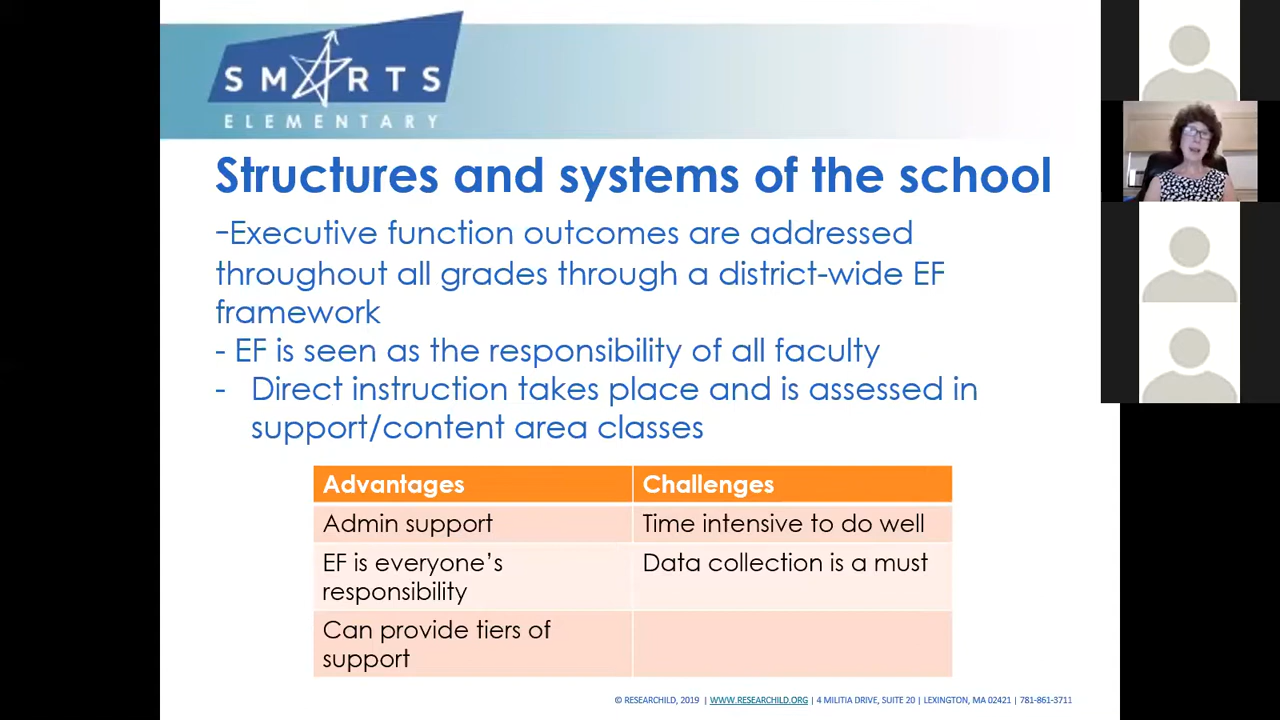 SMARTS
ELEMENTARY
Structures and systems of the school
-Executive function outcomes are addressed
throughout all grades through a district-wide EF
framework
- EF is seen as the responsibility of all faculty
- Direct instruction takes place and is assessed in
support/content area classes
Advantages
Challenges
Admin support
Time intensive to do well
EF is everyone's
responsibility
Data collection is a must
Can provide tiers of
support
© RESEARCHILD, 2019 | WWW.RESEARCHILD.ORG | 4 MILITIA DRIVE, SUITE 20 | LEXINGTON, MA 02421 | 781-861-3711